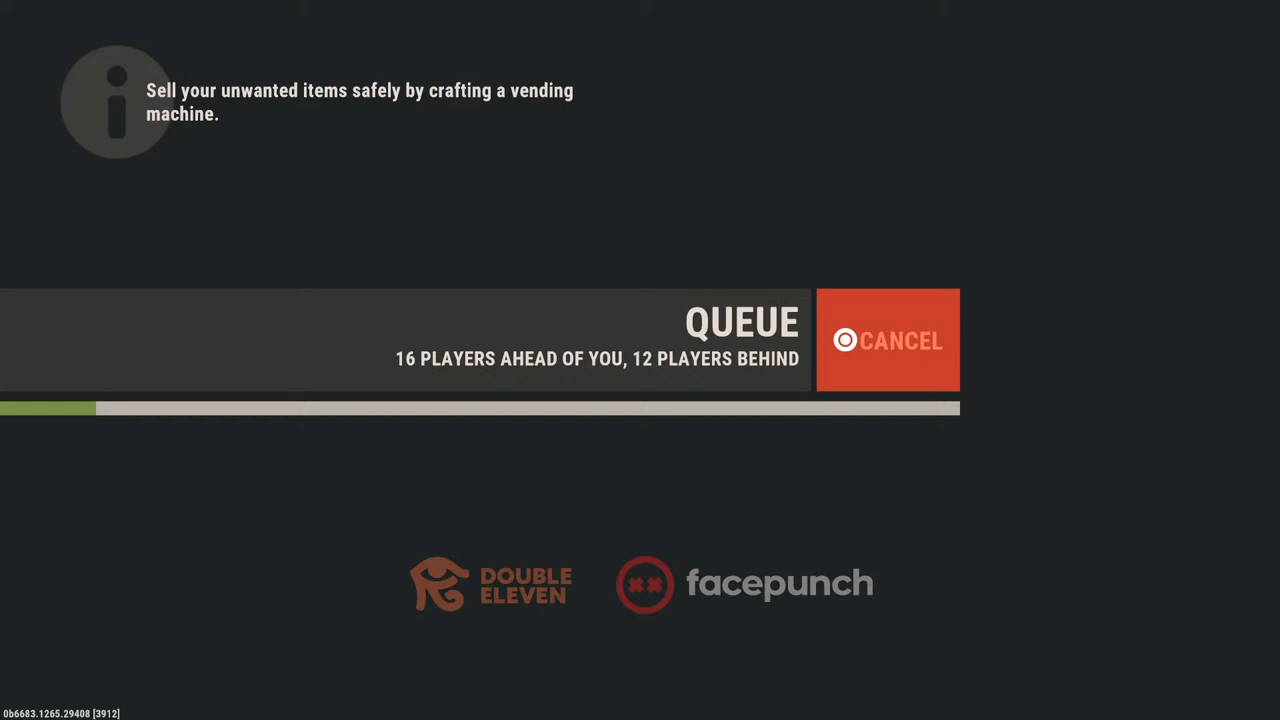 Sell your unwanted items safely by crafting a vending
machine.
QUEUE
16 PLAYERS AHEAD OF YOU, 12 PLAYERS BEHIND
CANCEL
DOUBLE
ELEVEN
facepunch
0b6683.1265.29408 [3912]